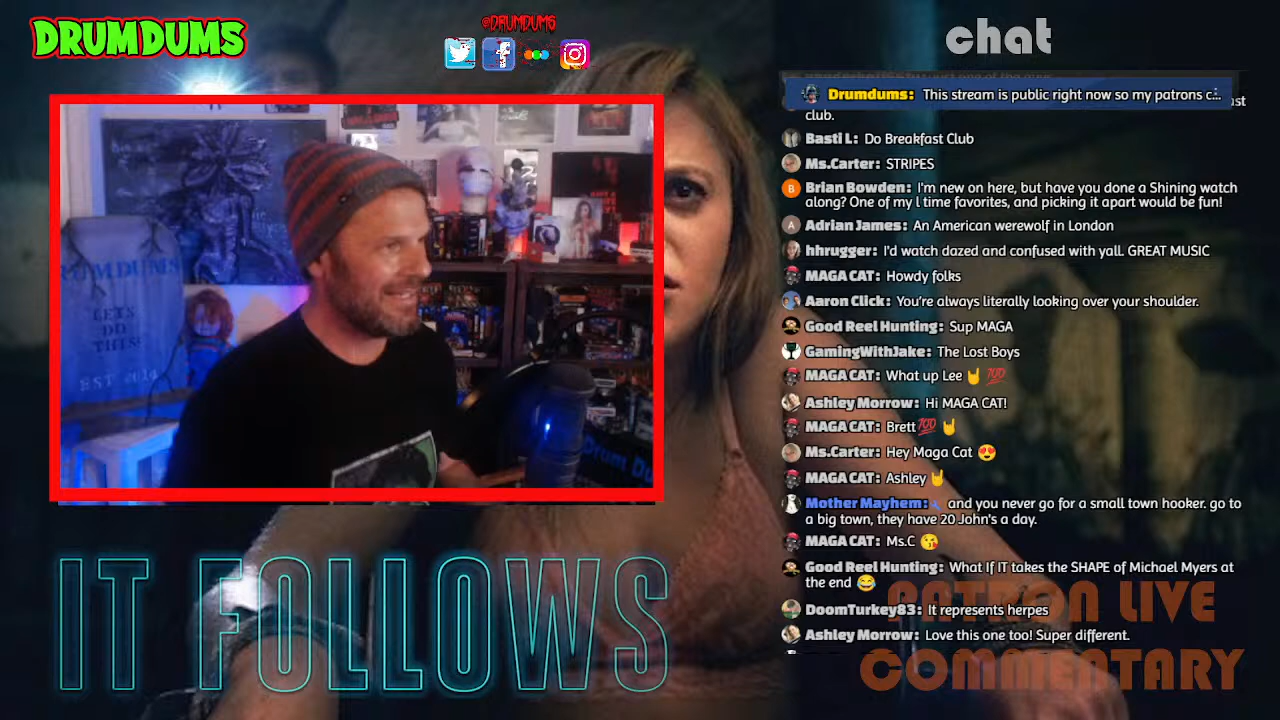 DRUMDUMS
@DRUMDUMS
chat
Drumdums: This stream is public right now so my patrons c...
club.
Basti L: Do Breakfast Club
Ms.Carter: STRIPES
Brian Bowden: I'm new on here, but have you done a Shining watch
along? One of my l time favorites, and picking it apart would be fun!
Adrian James: An American werewolf in London
hhrugger: I'd watch dazed and confused with yall. GREAT MUSIC
MAGA CAT: Howdy folks
Aaron Click: You're always literally looking over your shoulder.
Good Reel Hunting: Sup MAGA
GamingWithJake: The Lost Boys
MAGA CAT: What up Lee 🤘 💯
Ashley Morrow: Hi MAGA CAT!
MAGA CAT: Brett 💯 🤘
Ms.Carter: Hey Maga Cat 😍
MAGA CAT: Ashley 🤘
Mother Mayhem: and you never go for a small town hooker. go to
a big town, they have 20 John's a day.
MAGA CAT: Ms.C 😘
Good Reel Hunting: What If IT takes the SHAPE of Michael Myers at
the end 😂
DoomTurkey83: It represents herpes
Ashley Morrow: Love this one too! Super different.
DRUMDUMS
LETS
DO
THIS
EST 2014
IT FOLLOWS
PATRON LIVE
COMMENTARY